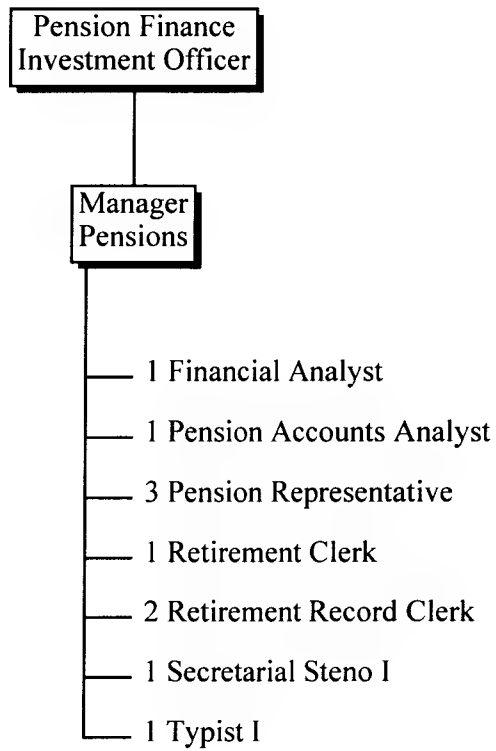 Pension Finance
Investment Officer
Manager
Pensions
1 Financial Analyst
1 Pension Accounts Analyst
3 Pension Representative
1 Retirement Clerk
2 Retirement Record Clerk
1 Secretarial Steno I
1 Typist I